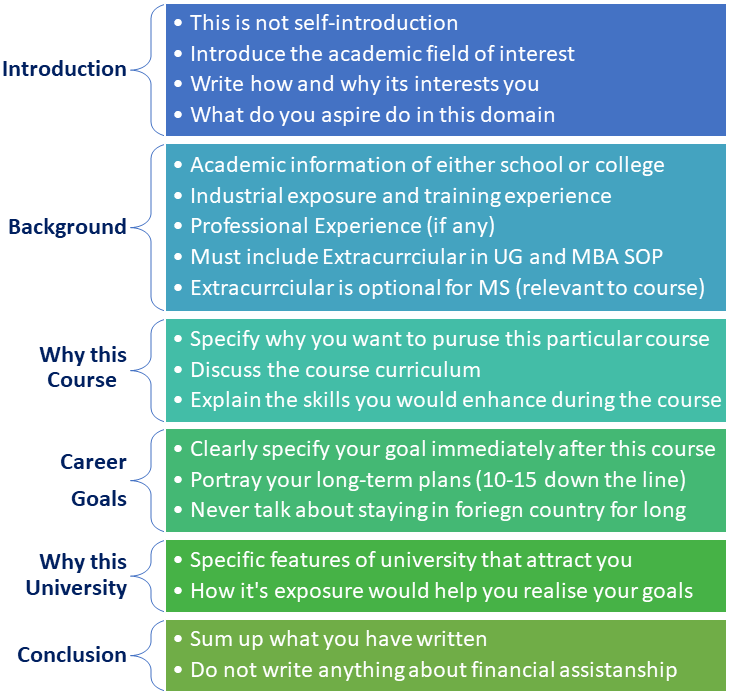 Introduction
• This is not self-introduction
• Introduce the academic field of interest
• Write how and why its interests you
• What do you aspire do in this domain
Background
• Academic information of either school or college
• Industrial exposure and training experience
• Professional Experience (if any)
• Must include Extracurrciular in UG and MBA SOP
• Extracurrciular is optional for MS (relevant to course)
Why this
Course
• Specify why you want to puruse this particular course
• Discuss the course curriculum
• Explain the skills you would enhance during the course
Career
Goals
• Clearly specify your goal immediately after this course
• Portray your long-term plans (10-15 down the line)
• Never talk about staying in foriegn country for long
Why this
University
• Specific features of university that attract you
• How it's exposure would help you realise your goals
Conclusion
• Sum up what you have written
• Do not write anything about financial assistanship